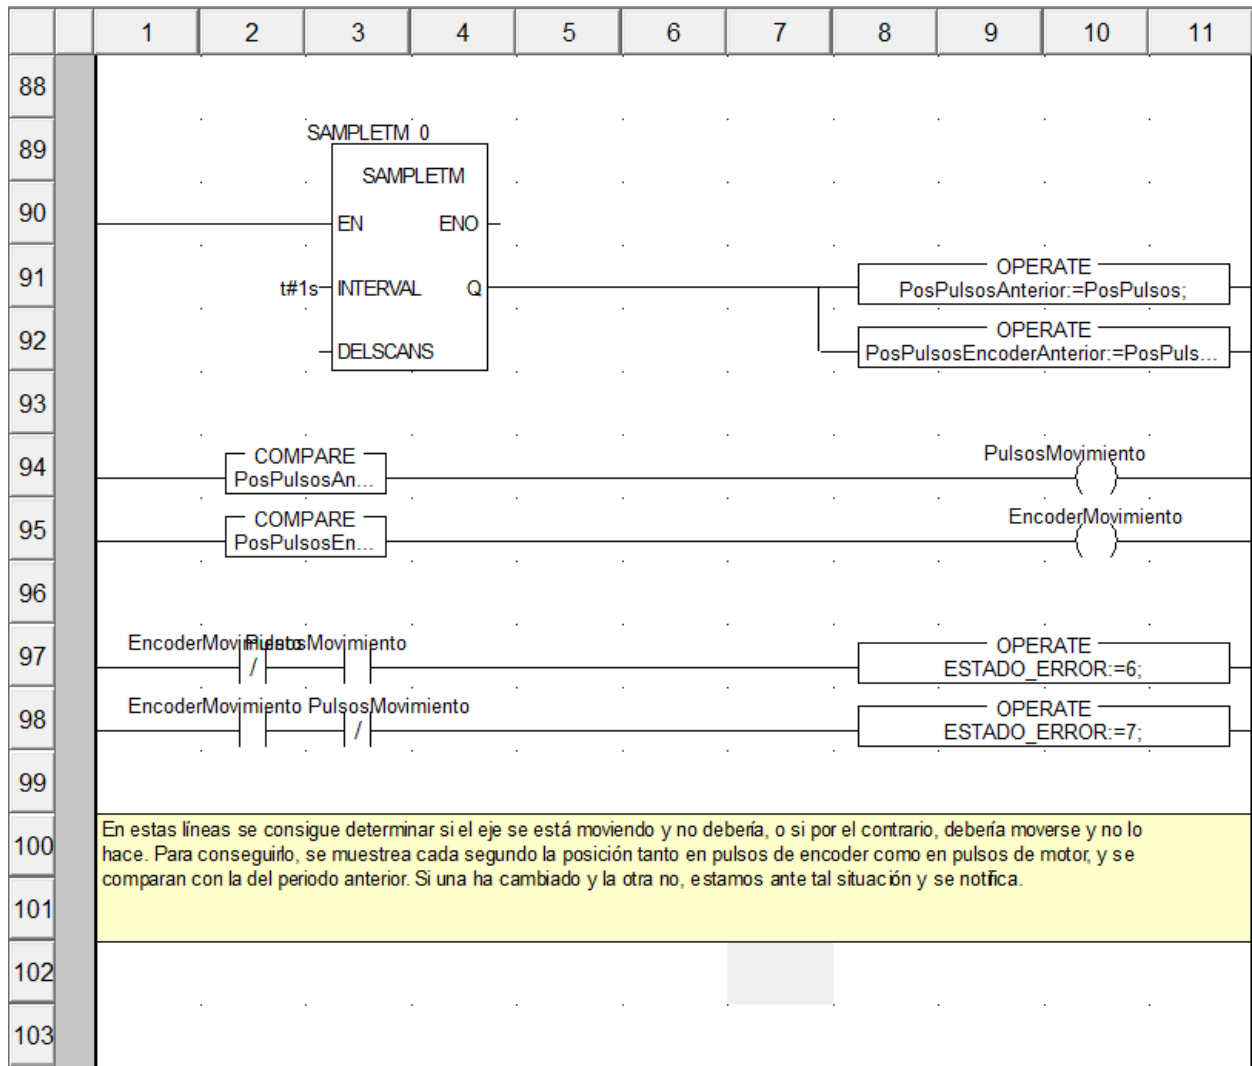 1 2 3 4 5 6 7 8 9 10 11
88
SAMPLETM_0
89
SAMPLETM
90
EN ENO
91
t#1s INTERVAL Q
OPERATE
PosPulsosAnterior:=PosPulsos;
92
DELSCANS
OPERATE
PosPulsosEncoderAnterior:=PosPuls...
93
94
COMPARE
PosPulsosAn...
PulsosMovimiento
95
COMPARE
PosPulsosEn...
EncoderMovimiento
96
97
EncoderMovimiento PulsosMovimiento
/
OPERATE
ESTADO_ERROR:=6;
98
EncoderMovimiento PulsosMovimiento
/
OPERATE
ESTADO_ERROR:=7;
99
100
En estas líneas se consigue determinar si el eje se está moviendo y no debería, o si por el contrario, debería moverse y no lo
hace. Para conseguirlo, se muestrea cada segundo la posición tanto en pulsos de encoder como en pulsos de motor, y se
comparan con la del periodo anterior. Si una ha cambiado y la otra no, estamos ante tal situación y se notifica.
101
102
103